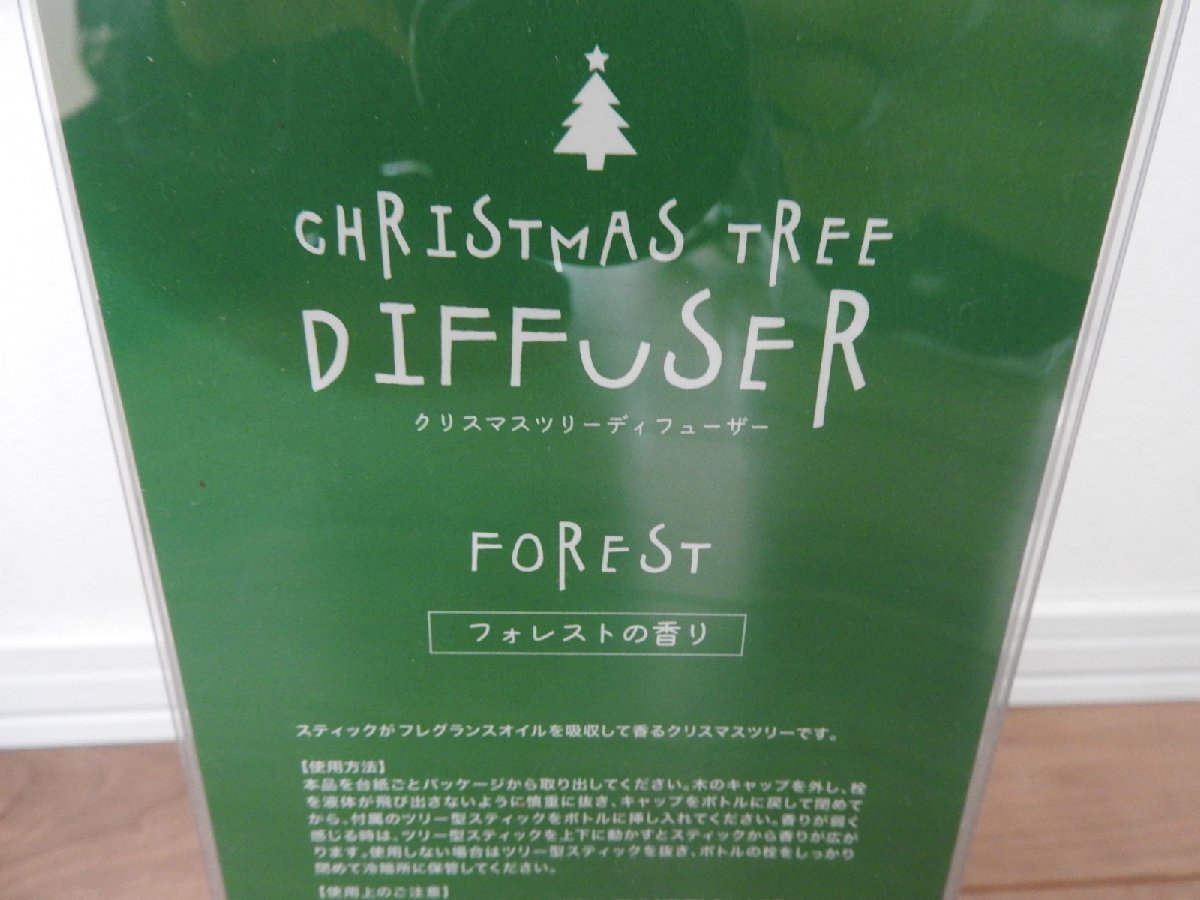 CHRISTMAS TREE
DIFFUSER
クリスマスツリーディフューザー
FOREST
フォレストの香り
スティックがフレグランスオイルを吸収して香るクリスマスツリーです。
【使用方法】
本品を台紙ごとパッケージから取り出してください。木のキャップを外し、栓
を液体が飛び出さないように慎重に抜き、キャップをボトルに戻して閉めて
から、付属のツリー型スティックをボトルに挿し入れてください。香りが弱く
感じる時は、ツリー型スティックを上下に動かすとスティックから香りが広が
ります。使用しない場合はツリー型スティックを抜き、ボトルの栓をしっかり
閉めて冷暗所に保管してください。
【使用上のご注意】